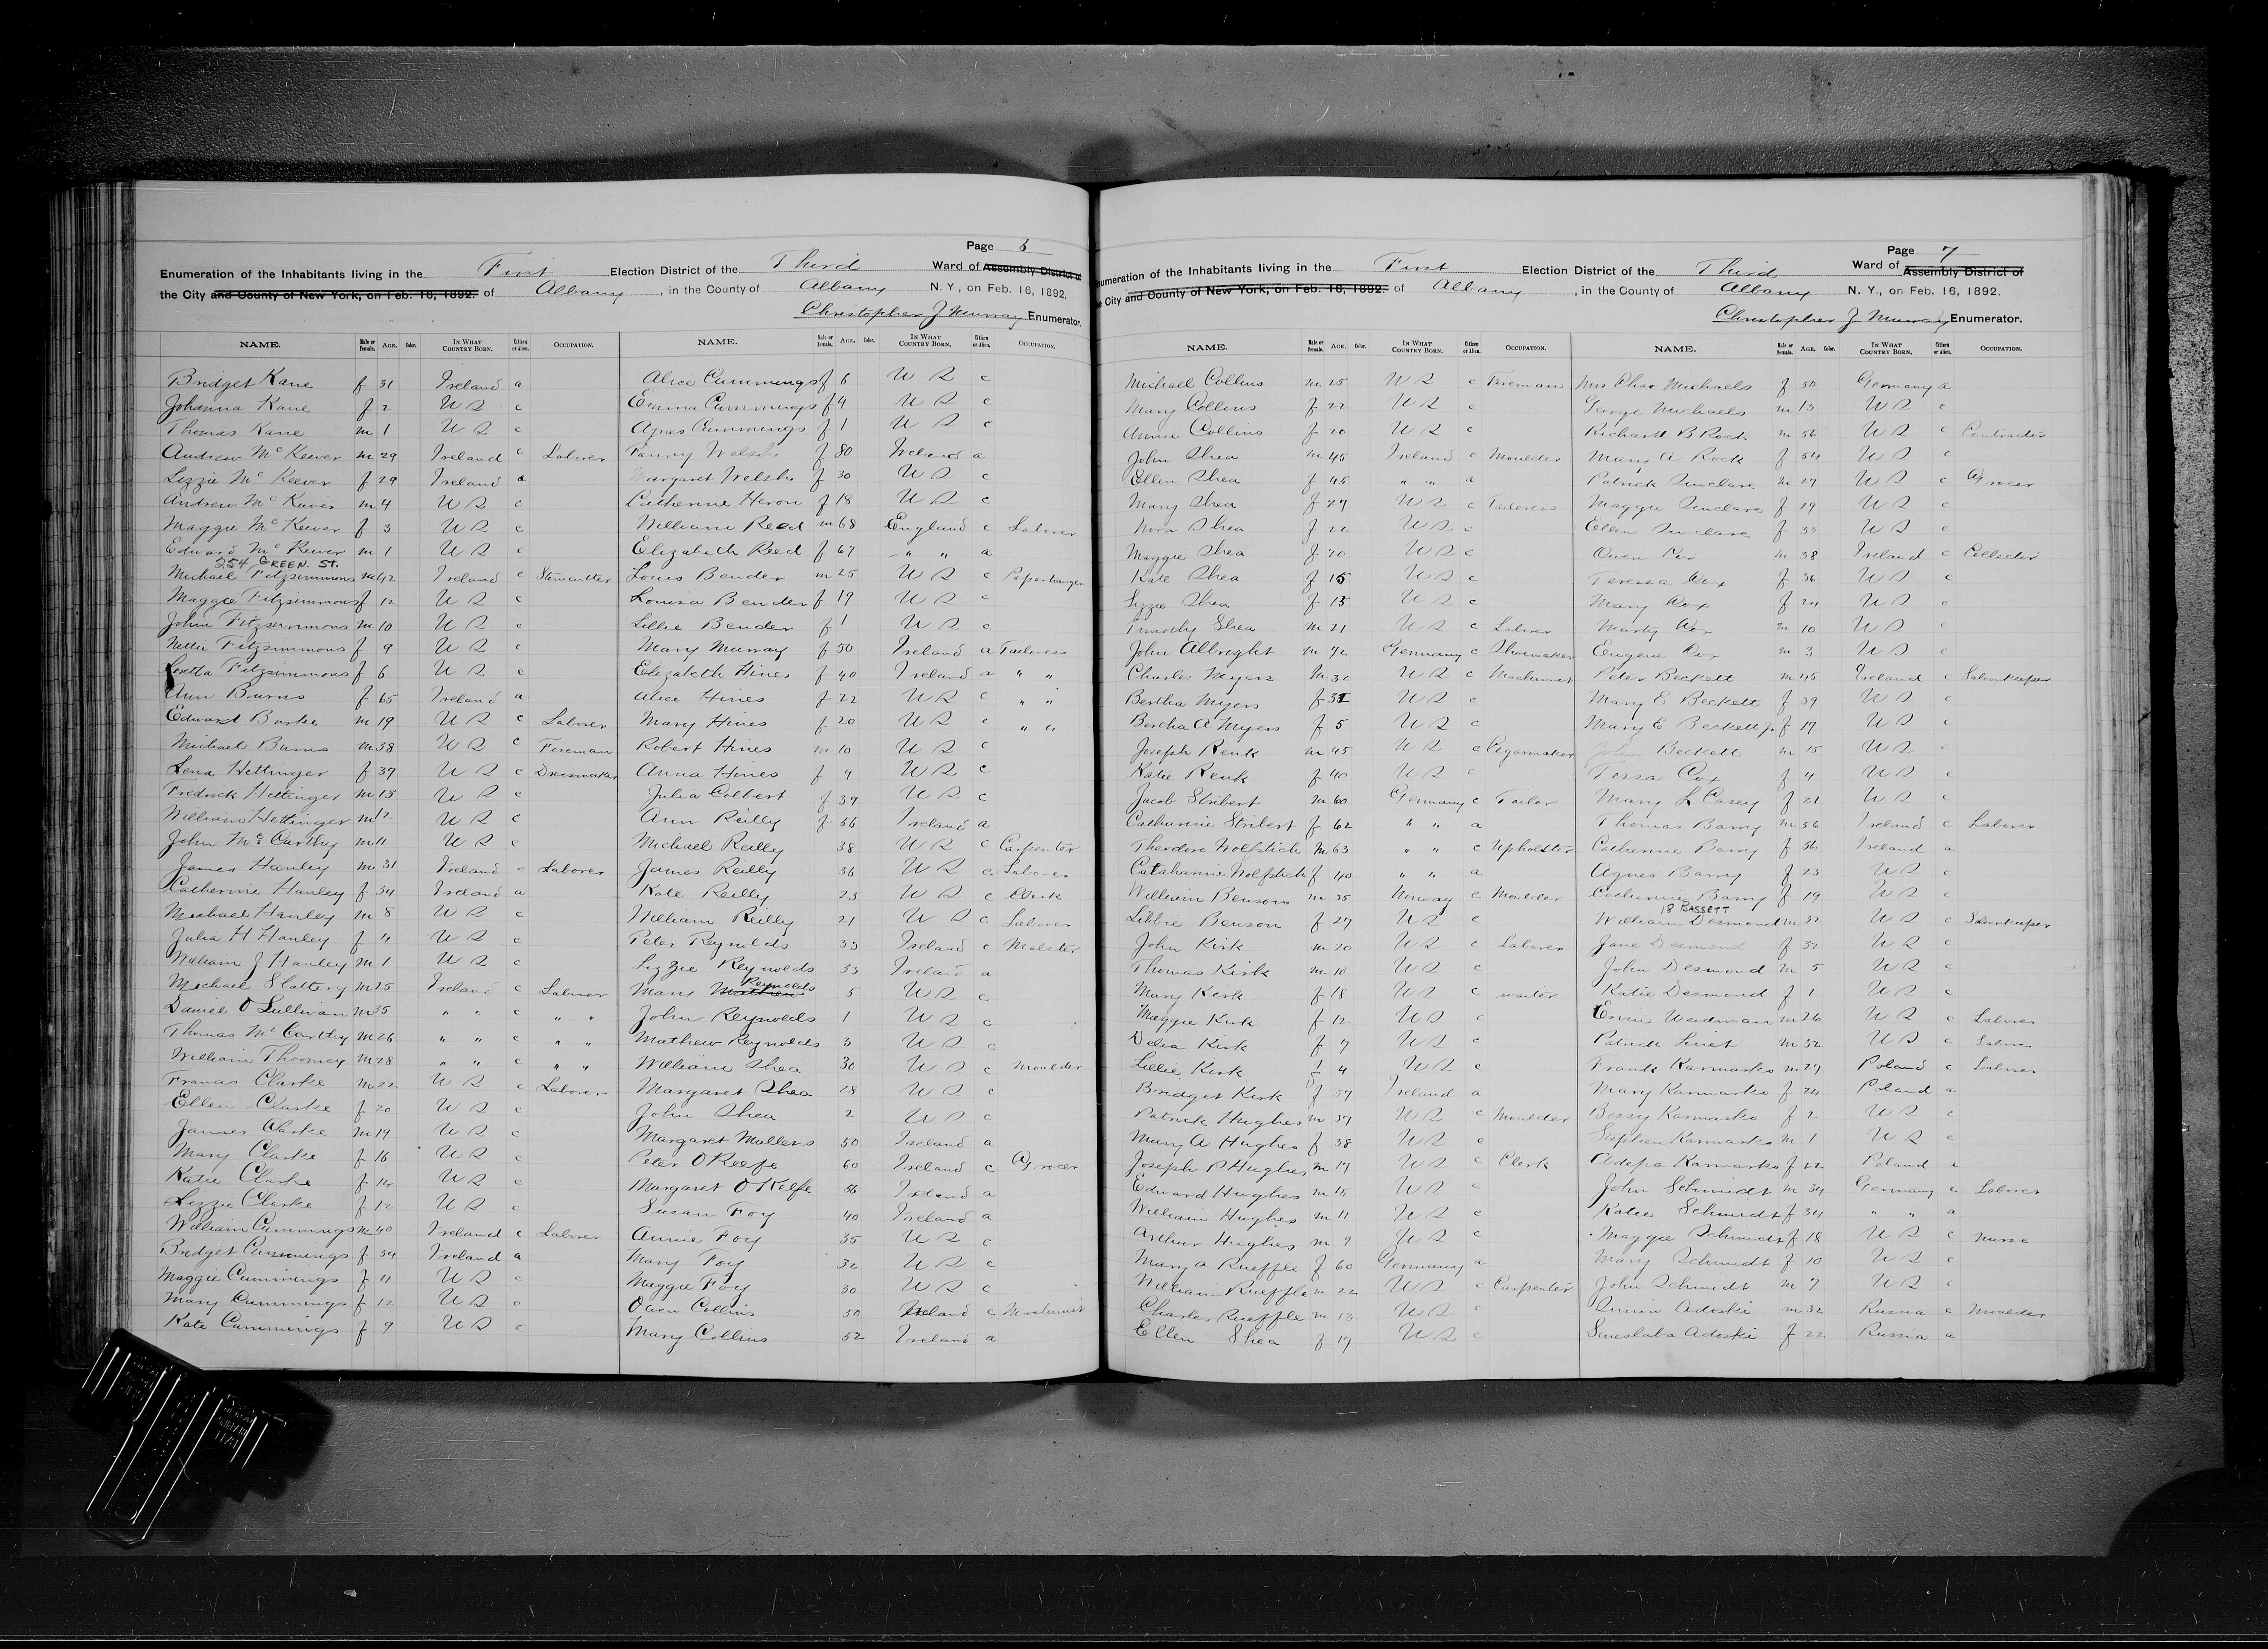 Page 6
Enumeration of the Inhabitants living in the First Election District of the Third Ward of Assembly District of
the City and County of New York, on Feb. 16, 1892. of Albany, in the County of Albany N. Y., on Feb. 16, 1892.
Christopher J Murray Enumerator.
NAME. Male or Female. AGE. Color. IN WHAT COUNTRY BORN. Citizen or Alien. OCCUPATION.
Bridget Kane f 31 Ireland a
Johanna Kane f 2 U S c
Thomas Kane m 1 U S c
Andrew McKeever m 29 Ireland c Laborer
Lizzie McKeever f 29 Ireland a
Andrew McKeever m 4 U S c
Maggie McKeever f 3 U S c
Edward McKeever m 1 U S c
254 GREEN. ST.
Michael Fitzsimmons m 42 Ireland c Stonecutter
Maggie Fitzsimmons f 12 U S c
John Fitzsimmons m 10 U S c
Nettie Fitzsimmons f 9 U S c
Loretta Fitzsimmons f 6 U S c
Ann Burns f 65 Ireland a
Edward Burke m 19 U S c Laborer
Michael Burns m 38 U S c Fireman
Lena Hettinger f 37 U S c Dressmaker
Fredrick Hettinger m 13 U S c
William Hettinger m 12 U S c
John McCarthy m 11 U S c
James Hanley m 31 Ireland c Laborer
Catherine Hanley f 34 Ireland a
Michael Hanley m 8 U S c
Julia H Hanley f 4 U S c
William J Hanley m 1 U S c
Michael Slattery m 25 Ireland c Laborer
Daniel O Sullivan m 35 " " c " "
Thomas McCarthy m 26 " " c " "
William Thoomey m 28 " " c " "
Francis Clarke m 22 U S c Laborer
Ellen Clarke f 20 U S c
James Clarke m 19 U S c
Mary Clarke f 16 U S c
Katie Clarke f 14 U S c
Lizzie Clarke f 12 U S c
William Cummings m 40 Ireland c Laborer
Bridget Cummings f 34 Ireland a
Maggie Cummings f 11 U S c
Mary Cummings f 12 U S c
Kate Cummings f 9 U S c
NAME. Male or Female. AGE. Color. IN WHAT COUNTRY BORN. Citizen or Alien. OCCUPATION.
Alice Cummings f 6 U S c
Emma Cummings f 4 U S c
Agnes Cummings f 1 U S c
Fanny Welsh f 80 Ireland a
Margaret Welsh f 30 U S c
Catherine Heron f 18 U S c
William Reed m 68 England c Laborer
Elizabeth Reed f 67 " " a
Louis Bender m 25 U S c Paperhanger
Louisa Bender f 19 U S c
Lillie Bender f 1 U S c
Mary Murray f 50 Ireland a Tailoress
Elizabeth Hines f 40 Ireland a " "
Alice Hines f 22 U S c " "
Mary Hines f 20 U S c " "
Robert Hines m 10 U S c
Anna Hines f 9 U S c
Julia Colbert f 39 U S c
Ann Reilly f 66 Ireland a
Michael Reilly 38 U S c Carpenter
James Reilly 36 U S c Laborer
Kate Reilly 23 U S c Clerk
William Reilly 21 U S c Laborer
Peter Reynolds 33 Ireland c Malster
Lizzie Reynolds 33 Ireland a
Mary Mathew Reynolds 5 U S c
John Reynolds 1 U S c
Mathew Reynolds 3 U S c
William Shea 30 U S c Moulder
Margaret Shea 28 U S c
John Shea 2 U S c
Margaret Mullens 50 Ireland a
Peter OKeefe 60 Ireland c Grocer
Margaret O Keefe 56 Ireland a
Susan Foy 40 Ireland a
Annie Foy 35 U S c
Mary Foy 32 U S c
Maggie Foy 30 U S c
Owen Collins 50 Ireland c Machinist
Mary Collins 52 Ireland a
Page 7
Enumeration of the Inhabitants living in the First Election District of the Third Ward of Assembly District of
the City and County of New York, on Feb. 16, 1892. of Albany, in the County of Albany N. Y., on Feb. 16, 1892.
Christopher J Murray Enumerator.
NAME. Male or Female. AGE. Color. IN WHAT COUNTRY BORN. Citizen or Alien. OCCUPATION.
Michael Collins m 25 U S c Fireman
Mary Collins f 22 U S c
Annie Collins f 20 U S c
John Shea m 45 Ireland c Moulder
Ellen Shea f 45 " " a
Mary Shea f 24 U S c Tailoress
Nora Shea f 22 U S c
Maggie Shea f 20 U S c
Kate Shea f 15 U S c
Lizzie Shea f 13 U S c
Timothy Shea m 21 U S c Laborer
John Albright m 42 Germany c Shoemaker
Charles Myers m 32 U S c Machinist
Bertha Myers f 31 U S c
Bertha A Myers f 5 U S c
Joseph Renk m 45 U S c Cigarmaker
Katie Renk f 40 U S c
Jacob Stribert m 60 Germany c Tailor
Catharine Stribert f 62 " " a
Theodore Wolfstich m 63 " " c Upholster
Catahanie Wolfstich f 40 " " a
William Benson m 35 Norway c Moulder
Libbie Benson f 27 U S c
John Kirk m 20 U S c Laborer
Thomas Kirk m 10 U S c
Mary Kirk f 18 U S c waiter
Maggie Kirk f 12 U S c
Delia Kirk f 7 U S c
Lillie Kirk f 4 U S c
Bridget Kirk f 37 Ireland a
Patrick Hughes m 37 U S c Moulder
Mary A Hughes f 38 U S c
Joseph P Hughes m 17 U S c Clerk
Edward Hughes m 15 U S c
William Hughes m 11 U S c
Arthur Hughes m 9 U S c
Mary A Rueffle f 60 Germany a
William Rueffle m 22 U S c Carpenter
Charles Rueffle m 13 U S c
Ellen Shea f 17 U S c
NAME. Male or Female. AGE. Color. IN WHAT COUNTRY BORN. Citizen or Alien. OCCUPATION.
Mrs Chas Michaels f 50 Germany a
George Michaels m 13 U S c
Richard B Rock m 56 U S c Contractor
Mary A Rock f 54 U S c
Patrick Sinclare m 27 U S c Grocer
Maggie Sinclare f 29 U S c
Ellen Sinclare f 33 U S c
Owen Cox m 38 Ireland c Collector
Teresa Cox f 36 U S c
Mary Cox f 24 U S c
Marty Cox m 10 U S c
Eugene Cox m 3 U S c
Peter Beckett m 45 Ireland c Saloonkeeper
Mary E Beckett f 39 U S c
Mary E Beckett Jr f 17 U S c
John Beckett m 15 U S c
Tessa Cox f 4 U S c
Mary L Casey f 21 U S c
Thomas Barry m 56 Ireland c Laborer
Catherine Barry f 56 Ireland a
Agnes Barry f 23 U S c
Catherine Barry f 19 U S c
18 BASSETT
William Desmond m 32 U S c Saloonkeeper
Jane Desmond f 32 U S c
John Desmond m 5 U S c
Katie Desmond f 1 U S c
Ervin Weidman m 26 U S c Laborer
Patrick m 32 U S c Laborer
Frank Karmarko m 27 Poland c Laborer
Mary Karmarko f 24 Poland a
Bessy Karmarko f 2 U S c
Stephen Karmarko m 1 U S c
Karmarko f 22 Poland a
John Schmidt m 34 Germany c Laborer
Katie Schmidt f 34 " " a
Maggie Schmidt f 18 U S c Nurse
Mary Schmidt f 10 U S c
John Schmidt m 7 U S c
Adoski m 32 Russia c Moulder
Adoski f 22 Russia a